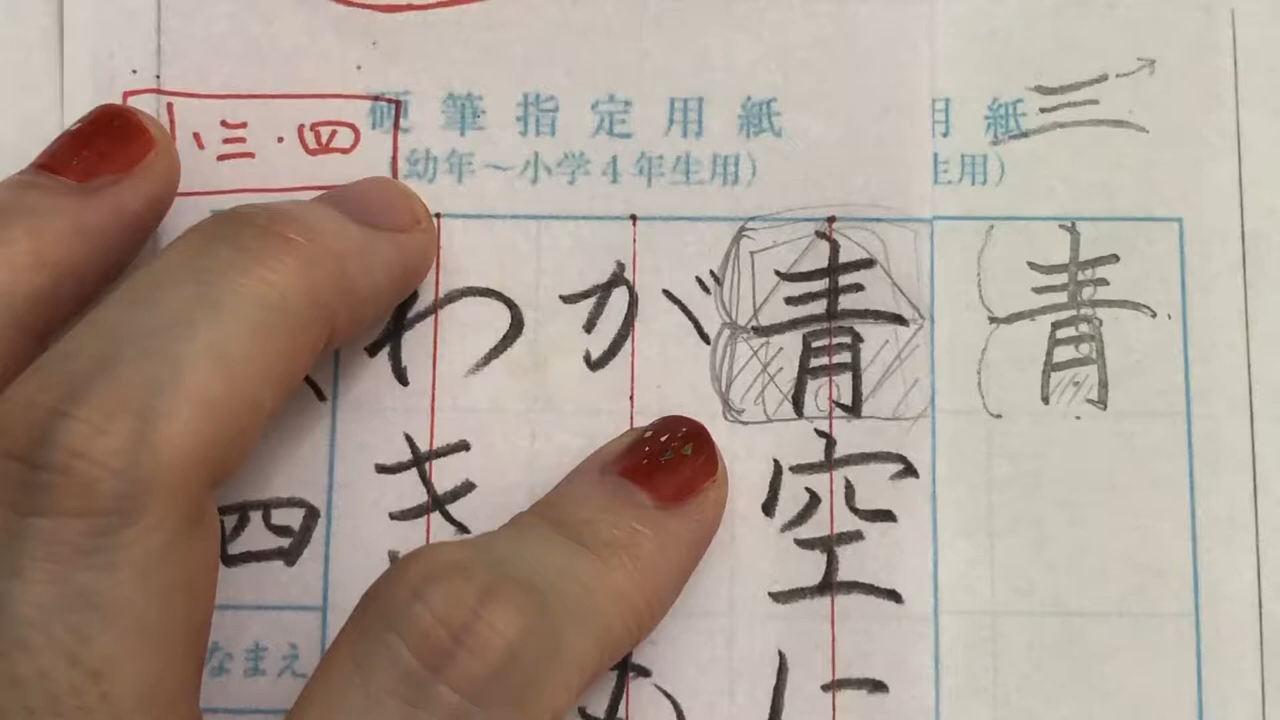 三・四
硬筆指定用紙
(幼年〜小学4年生用)
用紙
生用)
三
青
青空に
が
わき
四
なまえ